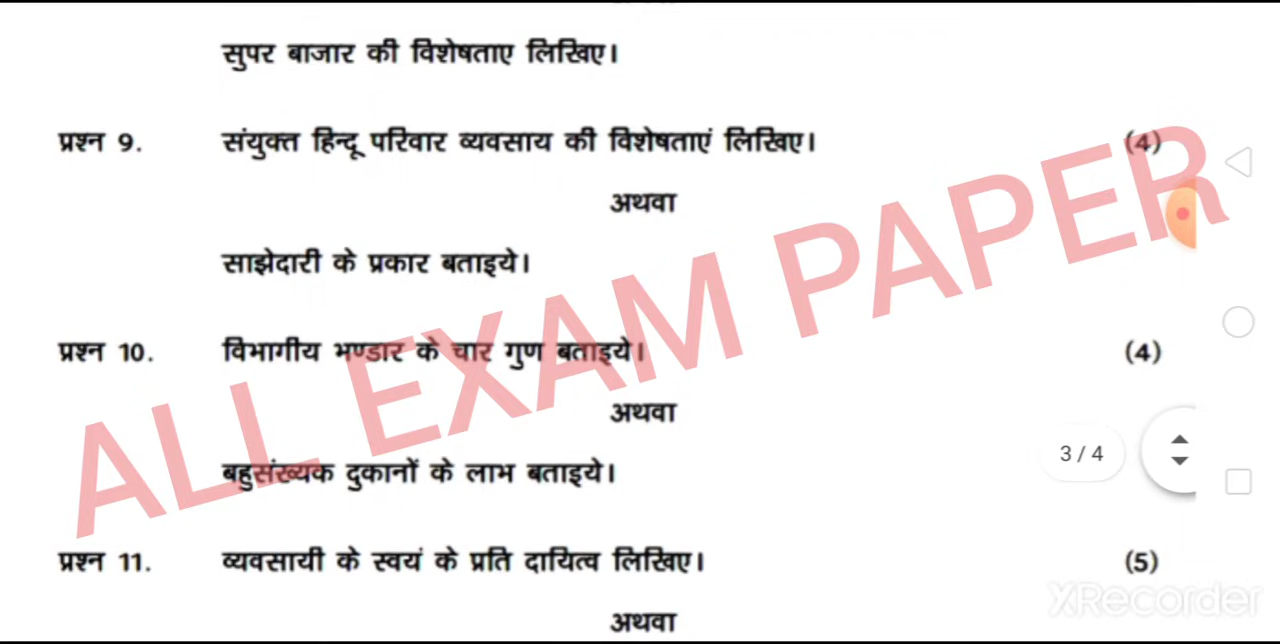 सुपर बाजार की विशेषताए लिखिए।
प्रश्न 9. संयुक्त हिन्दू परिवार व्यवसाय की विशेषताएं लिखिए। (4)
अथवा
साझेदारी के प्रकार बताइये।
प्रश्न 10. विभागीय भण्डार के चार गुण बताइये। (4)
अथवा
बहुसंख्यक दुकानों के लाभ बताइये।
3 / 4
प्रश्न 11. व्यवसायी के स्वयं के प्रति दायित्व लिखिए। (5)
अथवा
ALL EXAM PAPER
XRecorder